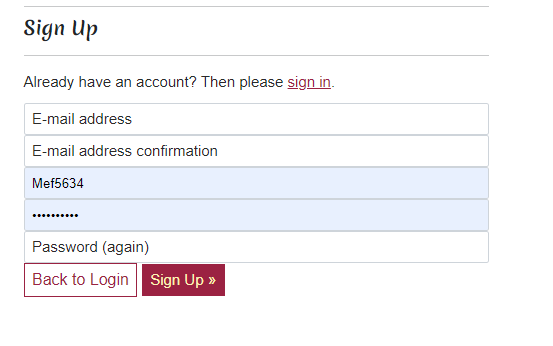 Sign Up
Already have an account? Then please sign in.
E-mail address
E-mail address confirmation
Mef5634
••••••••••
Password (again)
Back to Login Sign Up »